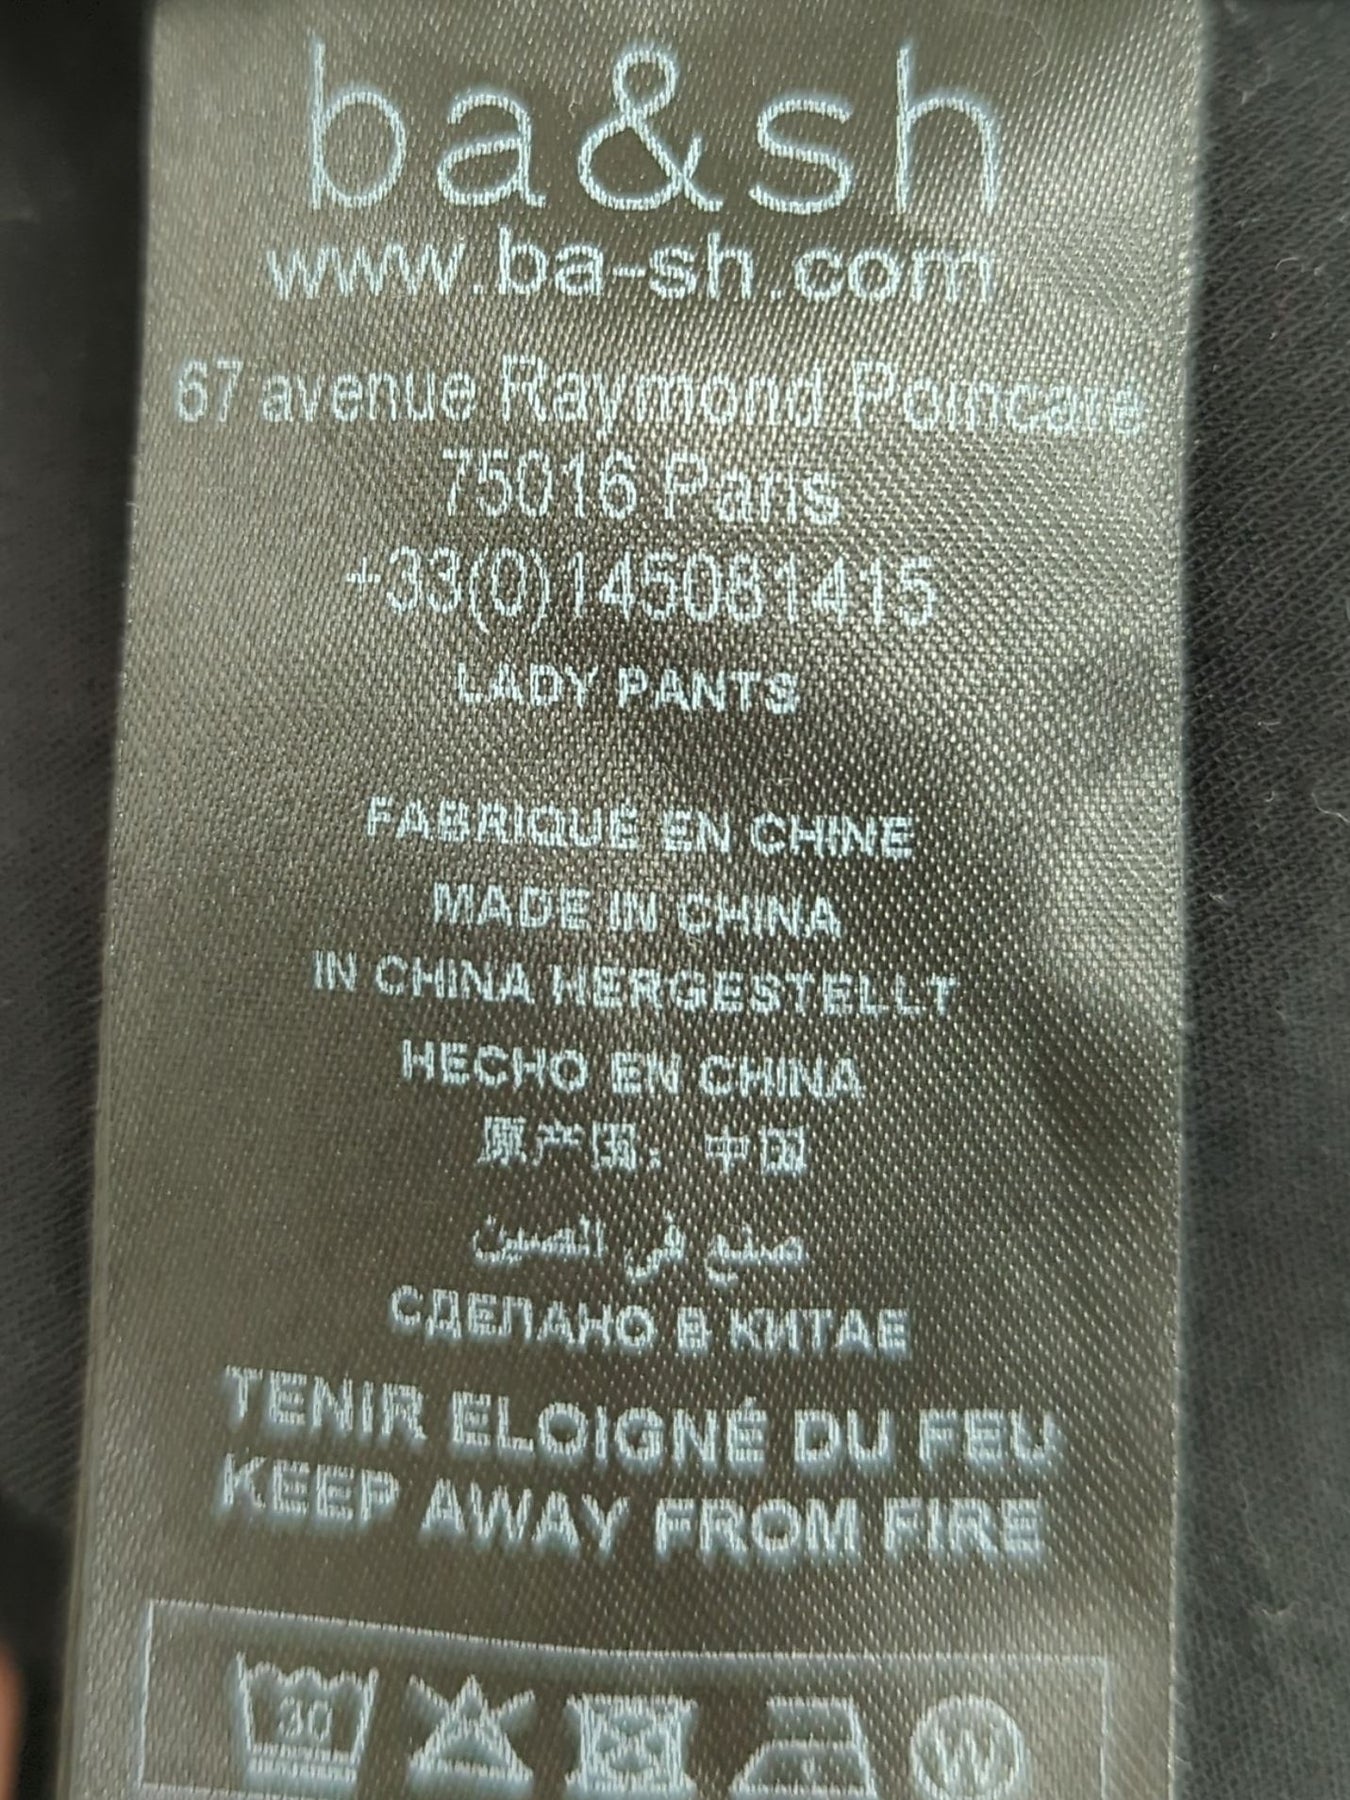 ba&sh
www.ba-sh.com
67 avenue Raymond Poincare
75016 Paris
+33(0)145081415
LADY PANTS
FABRIQUÉ EN CHINE
MADE IN CHINA
IN CHINA HERGESTELLT
HECHO EN CHINA
原产国：中国
صنع في الصين
СДЕЛАНО В КИТАЕ
TENIR ELOIGNÉ DU FEU
KEEP AWAY FROM FIRE
30
W